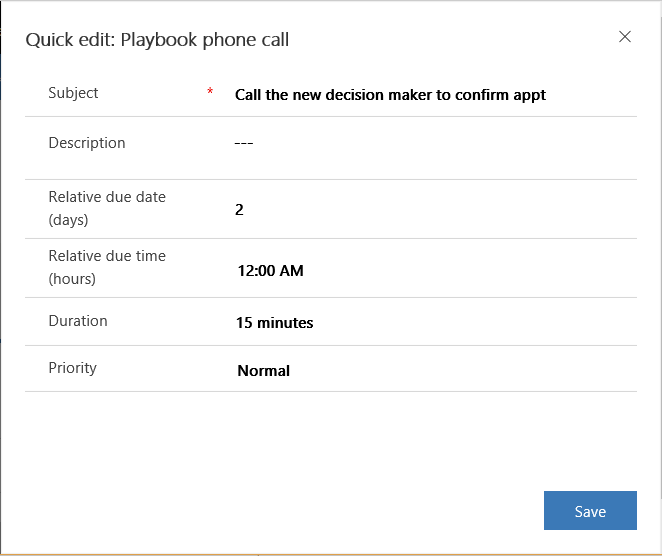 Quick edit: Playbook phone call
Subject * Call the new decision maker to confirm appt
Description ---
Relative due date
(days) 2
Relative due time
(hours) 12:00 AM
Duration 15 minutes
Priority Normal
Save